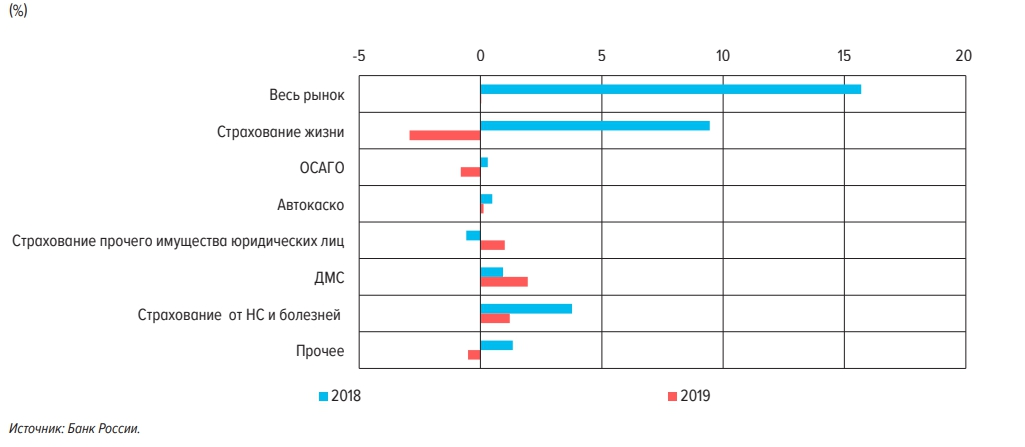 (%)
-5 0 5 10 15 20
Весь рынок
Страхование жизни
ОСАГО
Автокаско
Страхование прочего имущества юридических лиц
ДМС
Страхование от НС и болезней
Прочее
2018 2019
Источник: Банк России.